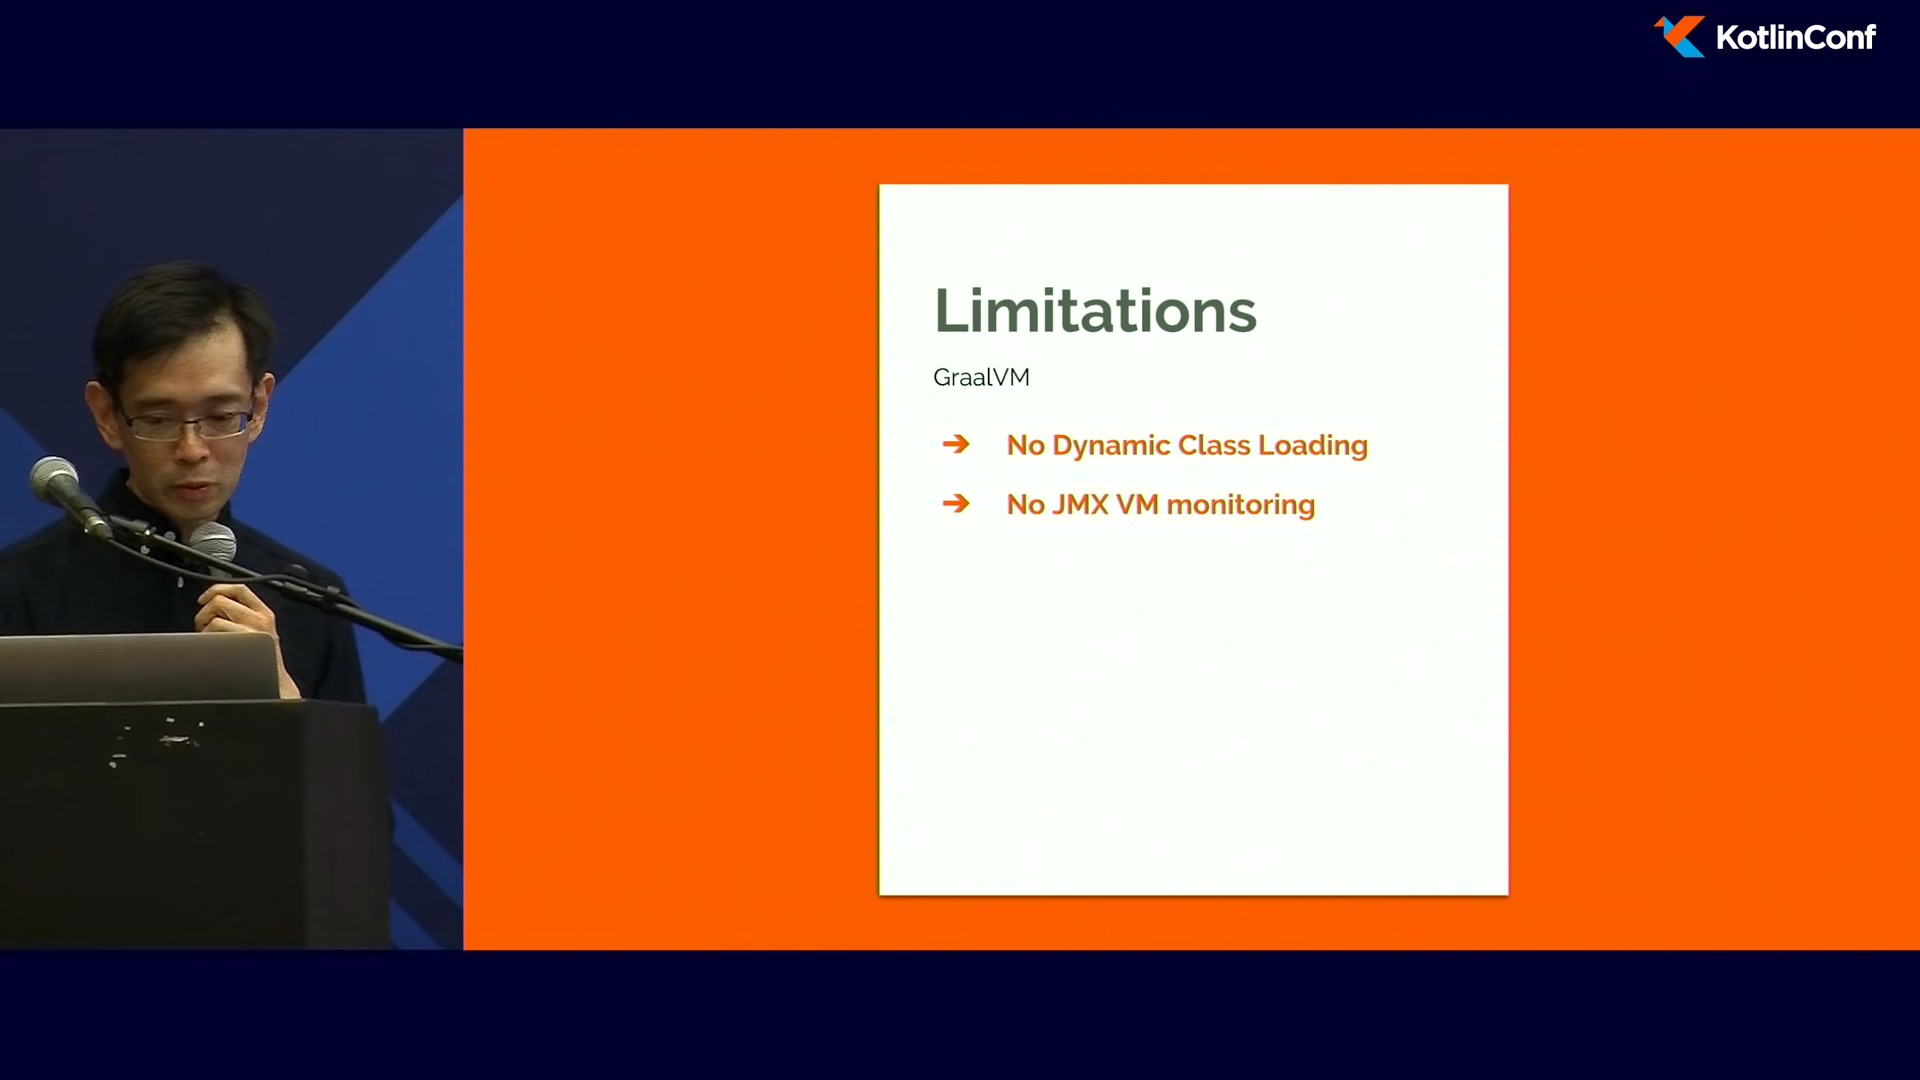 KotlinConf
Limitations
GraalVM
➔ No Dynamic Class Loading
➔ No JMX VM monitoring